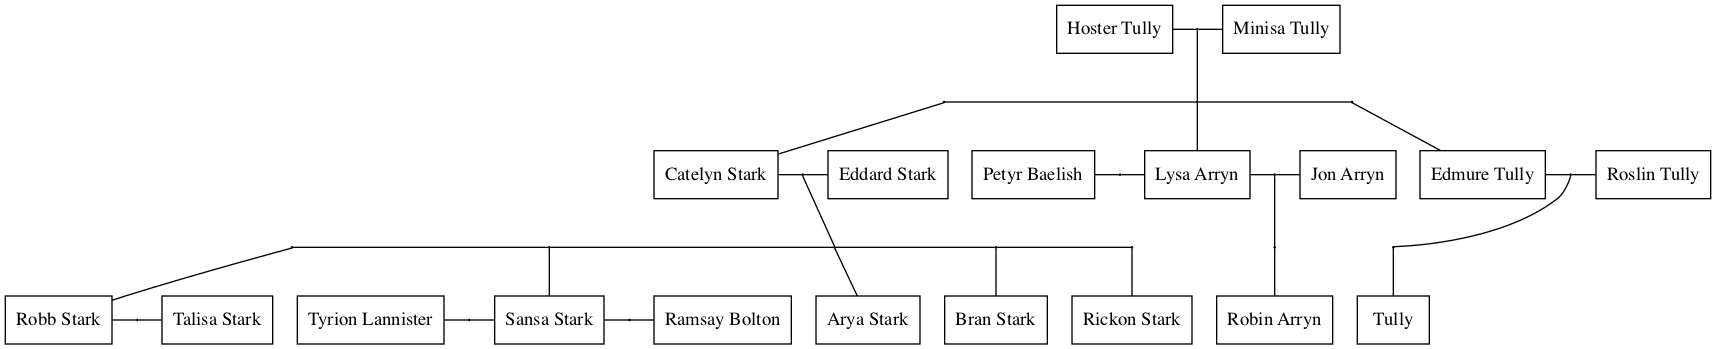 Hoster Tully
Minisa Tully
Catelyn Stark
Eddard Stark
Petyr Baelish
Lysa Arryn
Jon Arryn
Edmure Tully
Roslin Tully
Robb Stark
Talisa Stark
Tyrion Lannister
Sansa Stark
Ramsay Bolton
Arya Stark
Bran Stark
Rickon Stark
Robin Arryn
Tully